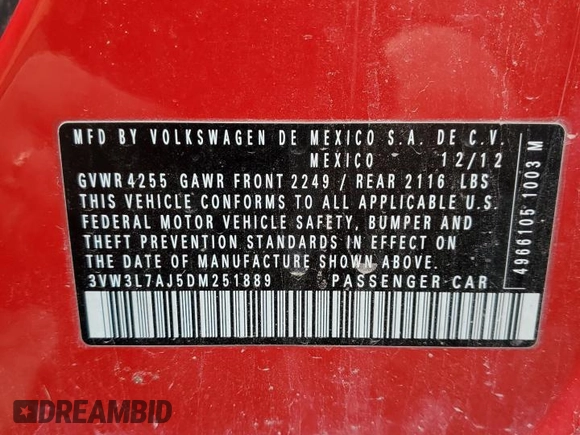 MFD BY VOLKSWAGEN DE MEXICO S.A. DE C.V.
MEXICO 12/12
GVWR 4255 GAWR FRONT 2249 / REAR 2116 LBS
THIS VEHICLE CONFORMS TO ALL APPLICABLE U.S.
FEDERAL MOTOR VEHICLE SAFETY, BUMPER AND
THEFT PREVENTION STANDARDS IN EFFECT ON
THE DATE OF MANUFACTURE SHOWN ABOVE.
3VW3L7AJ5DM251889 PASSENGER CAR
4966105 1003 M
DREAMBID